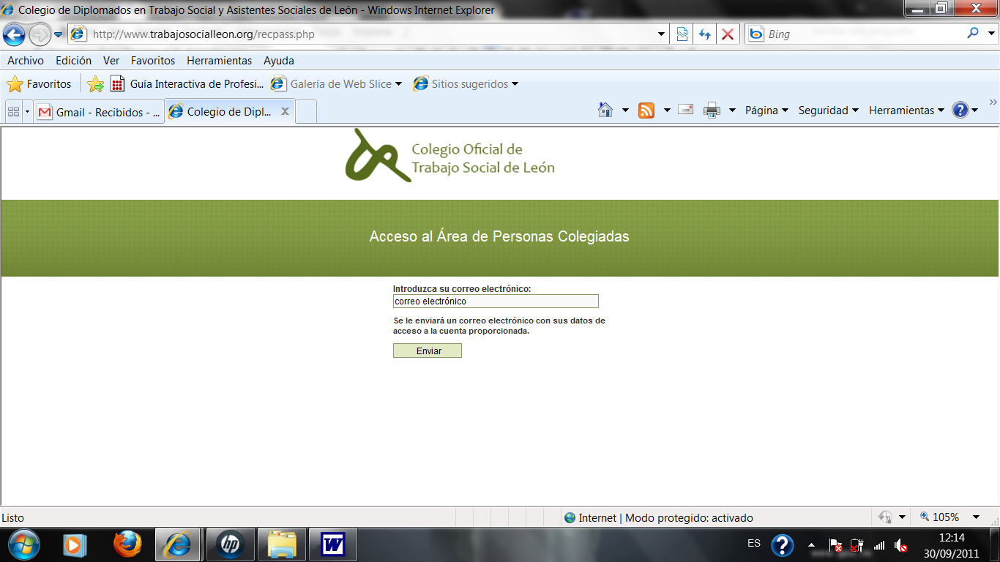 Colegio de Diplomados en Trabajo Social y Asistentes Sociales de León - Windows Internet Explorer
http://www.trabajosocialleon.org/recpass.php
Bing
Archivo Edición Ver Favoritos Herramientas Ayuda
Favoritos Guía Interactiva de Profesi... Galería de Web Slice Sitios sugeridos
Gmail - Recibidos - ... Colegio de Dipl... Página Seguridad Herramientas
Colegio Oficial de
Trabajo Social de León
Acceso al Área de Personas Colegiadas
Introduzca su correo electrónico:
correo electrónico
Se le enviará un correo electrónico con sus datos de
acceso a la cuenta proporcionada.
Enviar
Listo Internet | Modo protegido: activado 105%
ES 12:14
30/09/2011